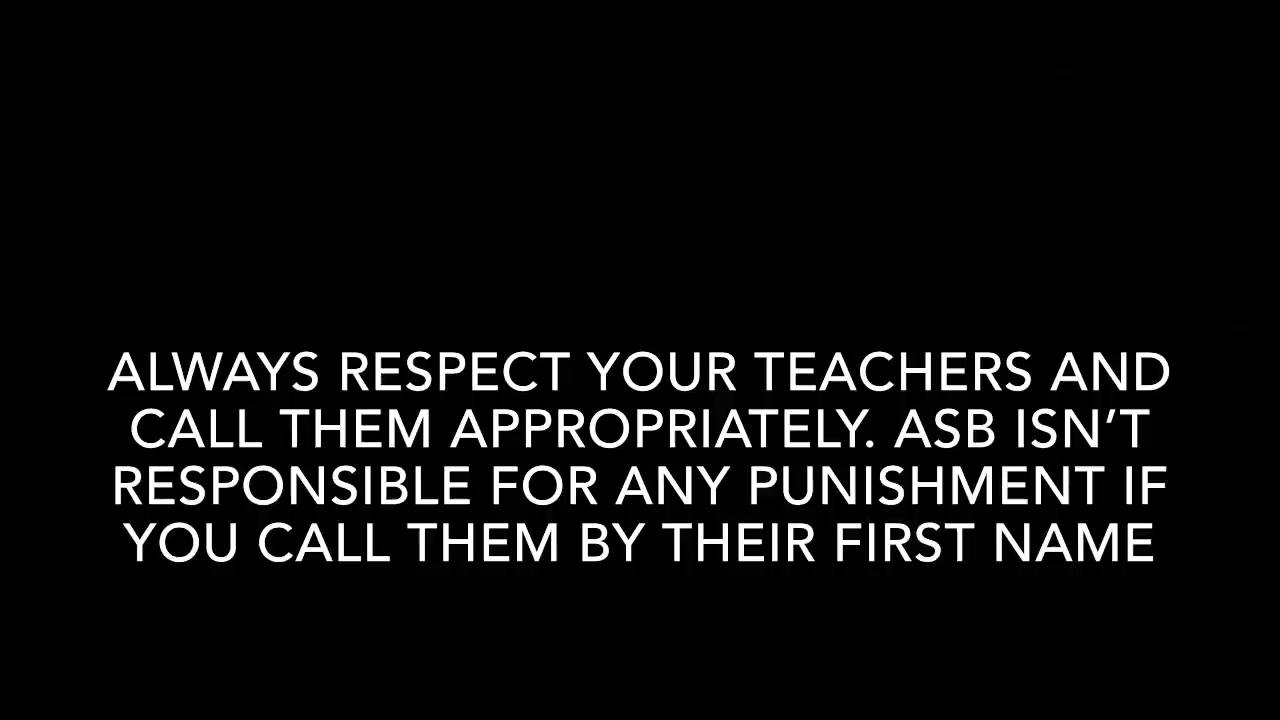 ALWAYS RESPECT YOUR TEACHERS AND
CALL THEM APPROPRIATELY. ASB ISN’T
RESPONSIBLE FOR ANY PUNISHMENT IF
YOU CALL THEM BY THEIR FIRST NAME